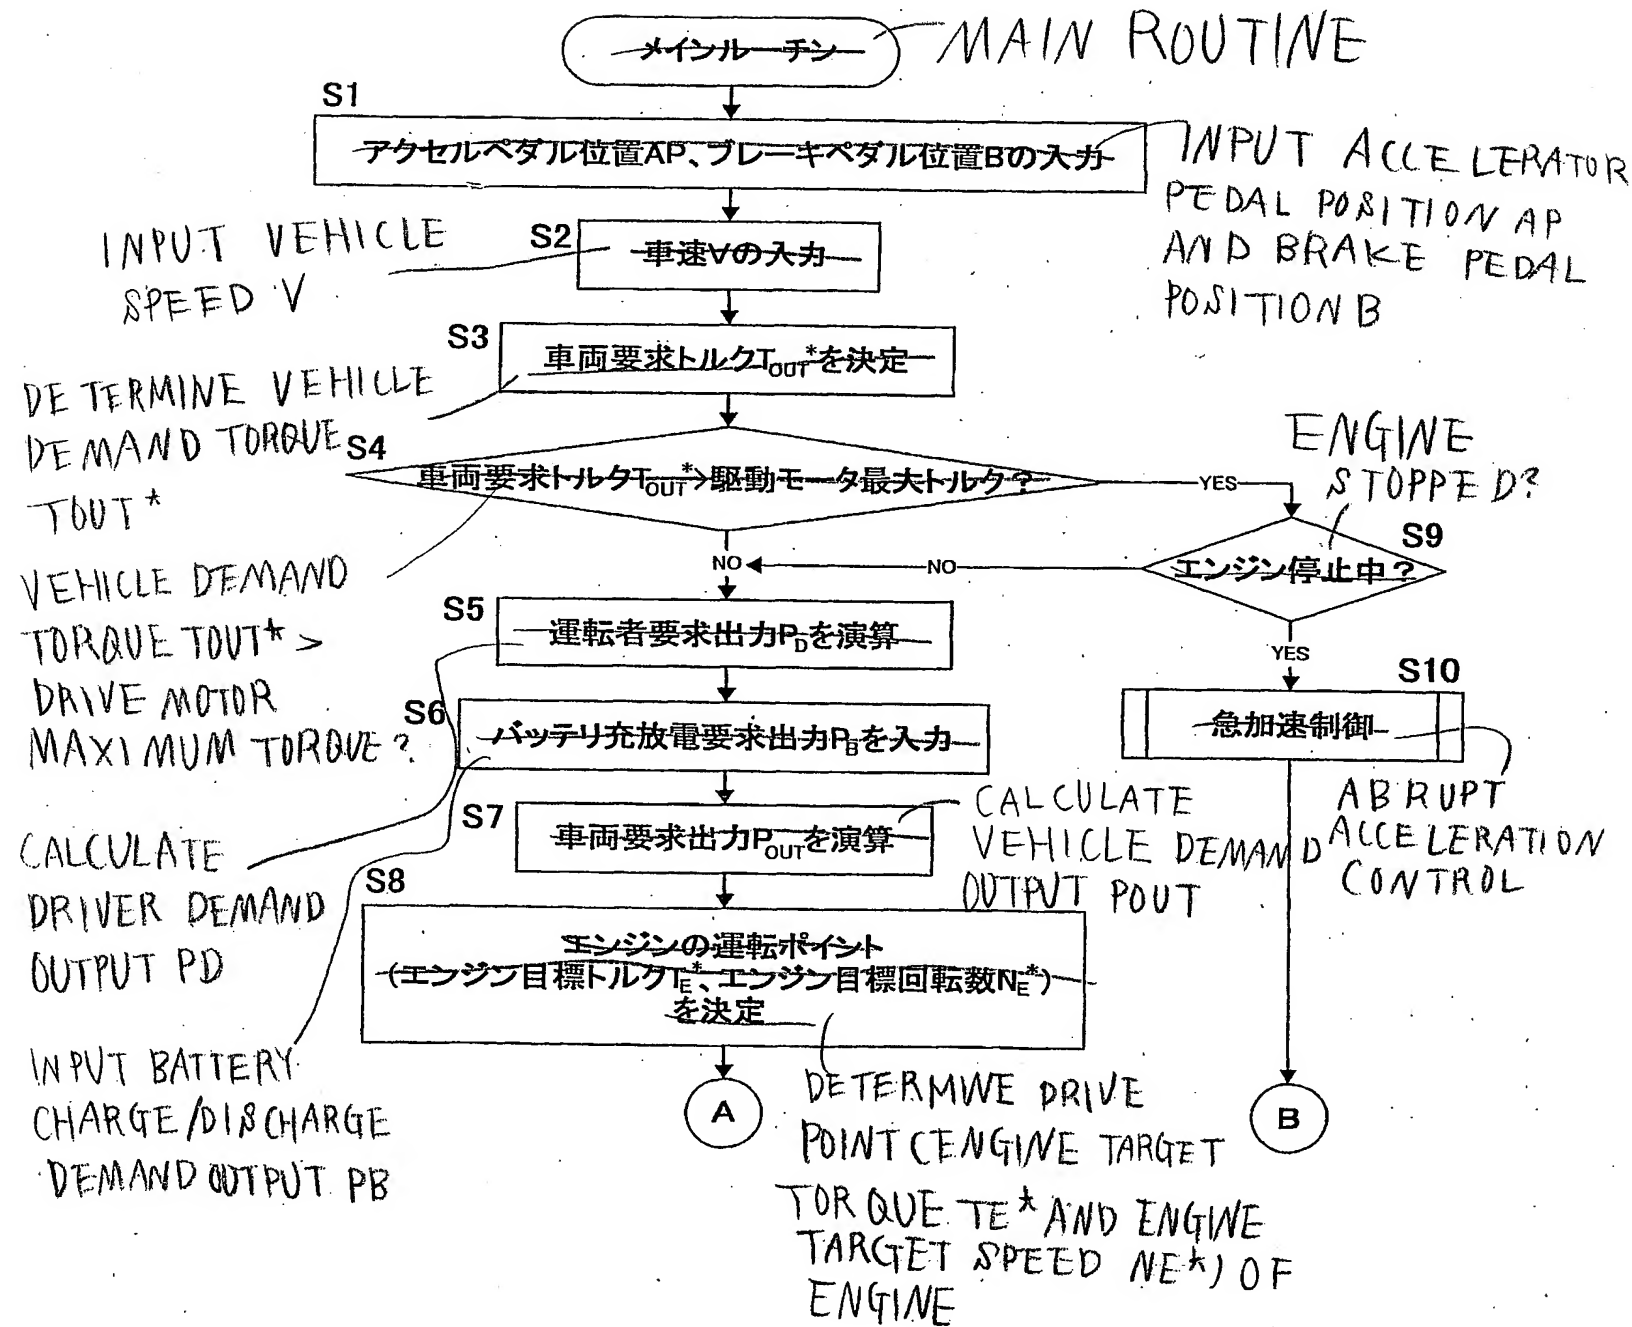 メインルーチン
MAIN ROUTINE
S1
アクセルペダル位置AP、ブレーキペダル位置Bの入力
INPUT ACCELERATOR
PEDAL POSITION AP
AND BRAKE PEDAL
POSITION B
INPUT VEHICLE
SPEED V
S2
車速Vの入力
S3
車両要求トルクTOUT*を決定
DETERMINE VEHICLE
DEMAND TORQUE
TOUT*
S4
車両要求トルクTOUT*>駆動モータ最大トルク?
YES
NO
VEHICLE DEMAND
TORQUE TOUT* >
DRIVE MOTOR
MAXIMUM TORQUE?
ENGINE
STOPPED?
S9
エンジン停止中?
NO
YES
S5
運転者要求出力PDを演算
CALCULATE
DRIVER DEMAND
OUTPUT PD
S6
バッテリ充放電要求出力PBを入力
INPUT BATTERY
CHARGE/DISCHARGE
DEMAND OUTPUT PB
S10
急加速制御
ABRUPT
ACCELERATION
CONTROL
S7
車両要求出力POUTを演算
CALCULATE
VEHICLE DEMAND
OUTPUT POUT
S8
エンジンの運転ポイント
(エンジン目標トルクTE*、エンジン目標回転数NE*)
を決定
DETERMINE DRIVE
POINT (ENGINE TARGET
TORQUE TE* AND ENGINE
TARGET SPEED NE*) OF
ENGINE
A
B